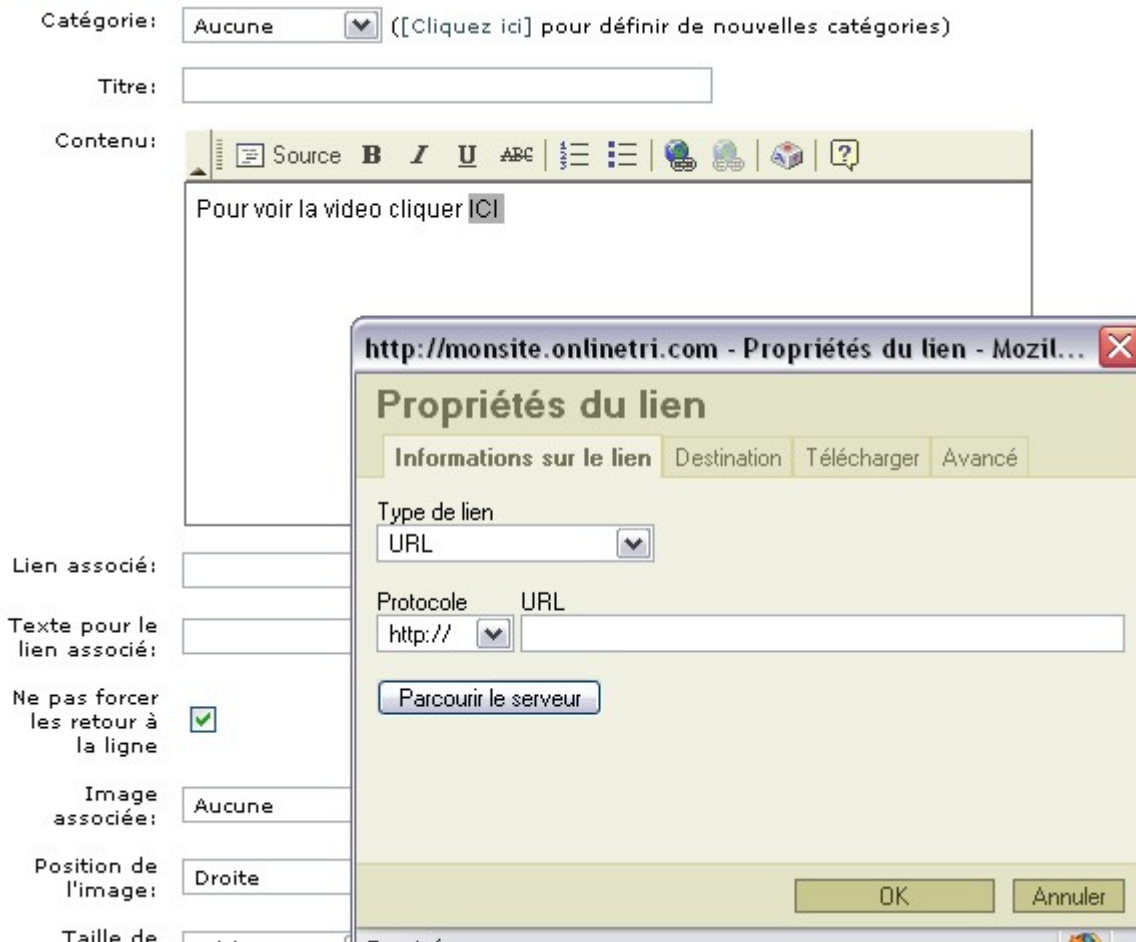 Catégorie: Aucune ([Cliquez ici] pour définir de nouvelles catégories)
Titre:
Contenu:
Source B I U ABC
Pour voir la video cliquer ICI
http://monsite.onlinetri.com - Propriétés du lien - Mozil...
Propriétés du lien
Informations sur le lien Destination Télécharger Avancé
Type de lien
URL
Lien associé:
Protocole URL
http://
Texte pour le
lien associé:
Parcourir le serveur
Ne pas forcer
les retour à
la ligne
Image
associée:
Aucune
Position de
l'image:
Droite
OK Annuler
Taille de